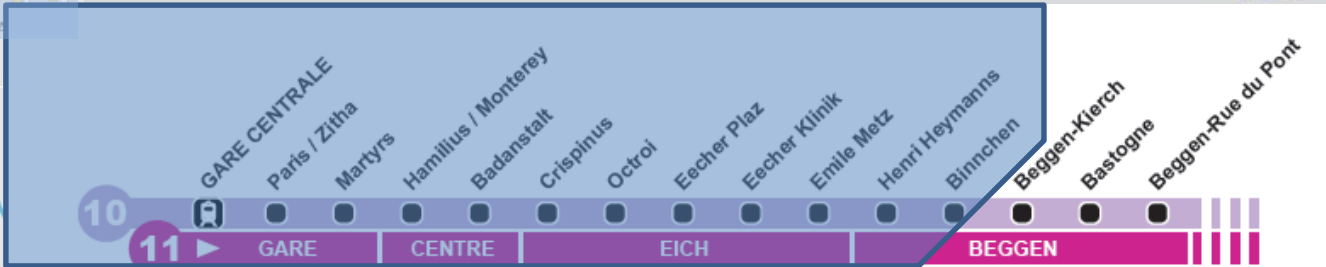 GARE CENTRALE
Paris / Zitha
Martyrs
Hamilius / Monterey
Badanstalt
Crispinus
Octroi
Eecher Plaz
Eecher Klinik
Emile Metz
Henri Heymanns
Binnchen
Beggen-Kierch
Bastogne
Beggen-Rue du Pont
10
11 GARE CENTRE EICH BEGGEN